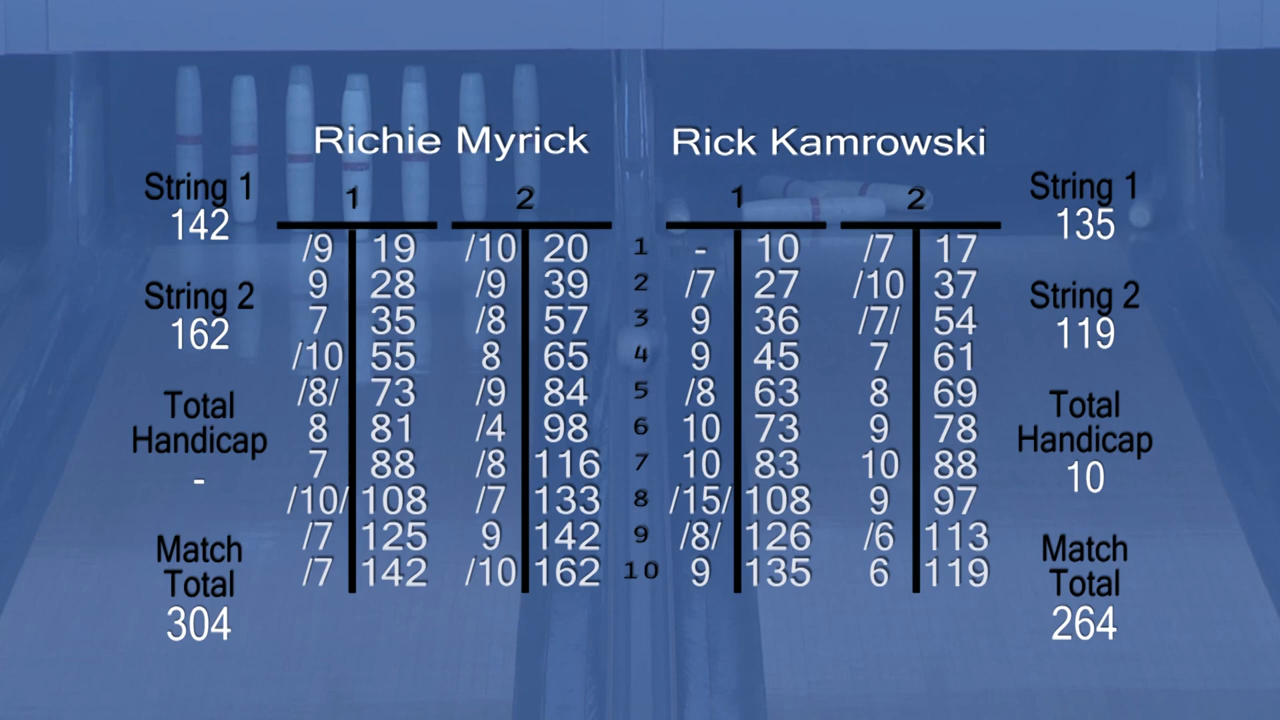 Richie Myrick Rick Kamrowski
String 1 1 2 1 2 String 1
142 135
/9 19 /10 20 1 - 10 /7 17
9 28 /9 39 2 /7 27 /10 37
String 2 String 2
7 35 /8 57 3 9 36 /7/ 54
162 119
/10 55 8 65 4 9 45 7 61
/8/ 73 /9 84 5 /8 63 8 69
Total Total
8 81 /4 98 6 10 73 9 78
Handicap Handicap
7 88 /8 116 7 10 83 10 88
- 10
/10/ 108 /7 133 8 /15/ 108 9 97
/7 125 9 142 9 /8/ 126 /6 113
Match Match
/7 142 /10 162 10 9 135 6 119
Total Total
304 264